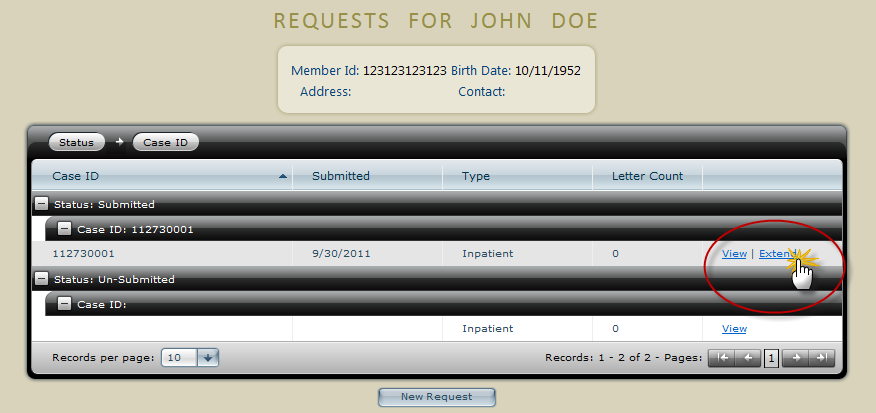 REQUESTS FOR JOHN DOE
Member Id: 123123123123 Birth Date: 10/11/1952
Address: Contact:
Status Case ID
Case ID Submitted Type Letter Count
Status: Submitted
Case ID: 112730001
112730001 9/30/2011 Inpatient 0 View | Extend
Status: Un-Submitted
Case ID:
Inpatient 0 View
Records per page: 10 Records: 1 - 2 of 2 - Pages: 1
New Request